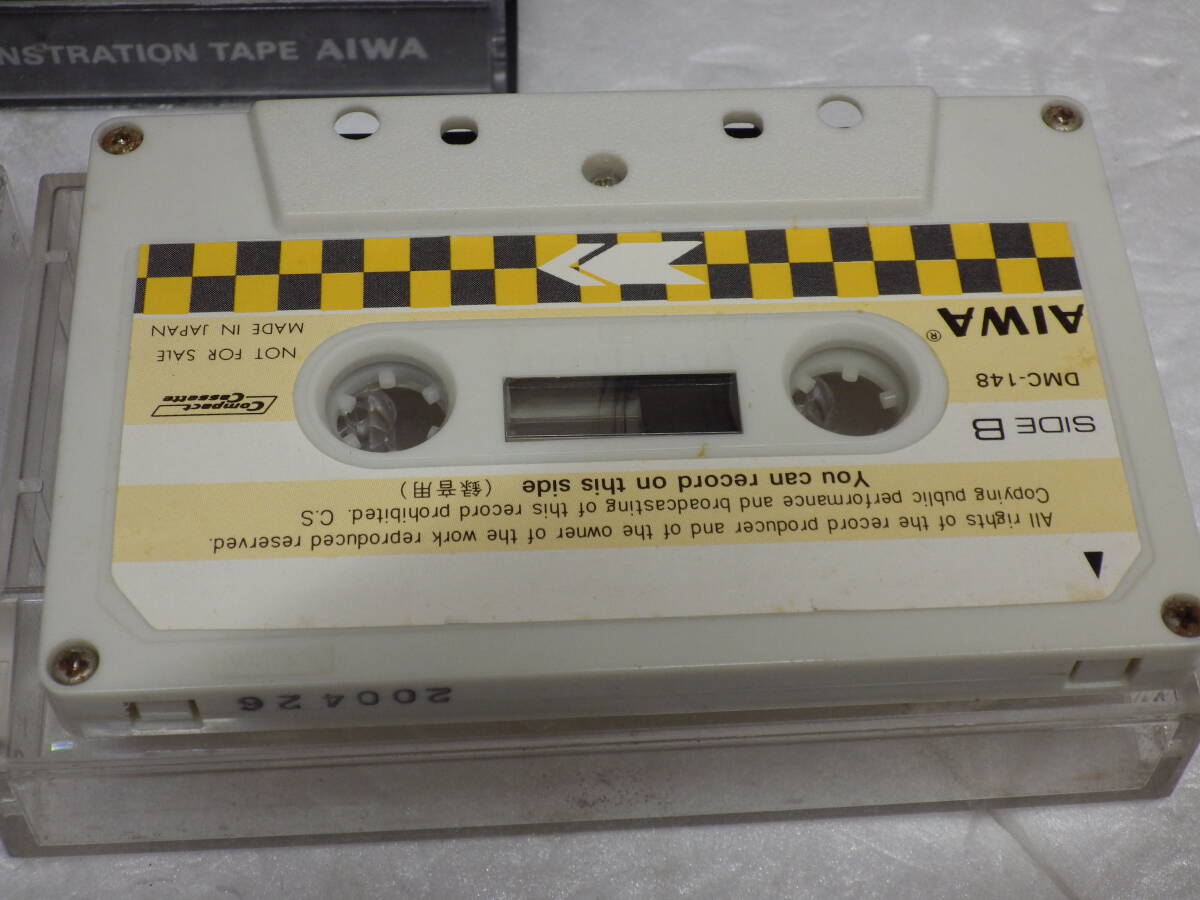 NSTRATION TAPE AIWA
200426
All rights of the record producer and of the owner of the work reproduced reserved.
Copying public performance and broadcasting of this record prohibited. C.S
You can record on this side (録音用)
SIDE B
Compact Cassette
DMC-148
NOT FOR SALE
AIWA®
MADE IN JAPAN